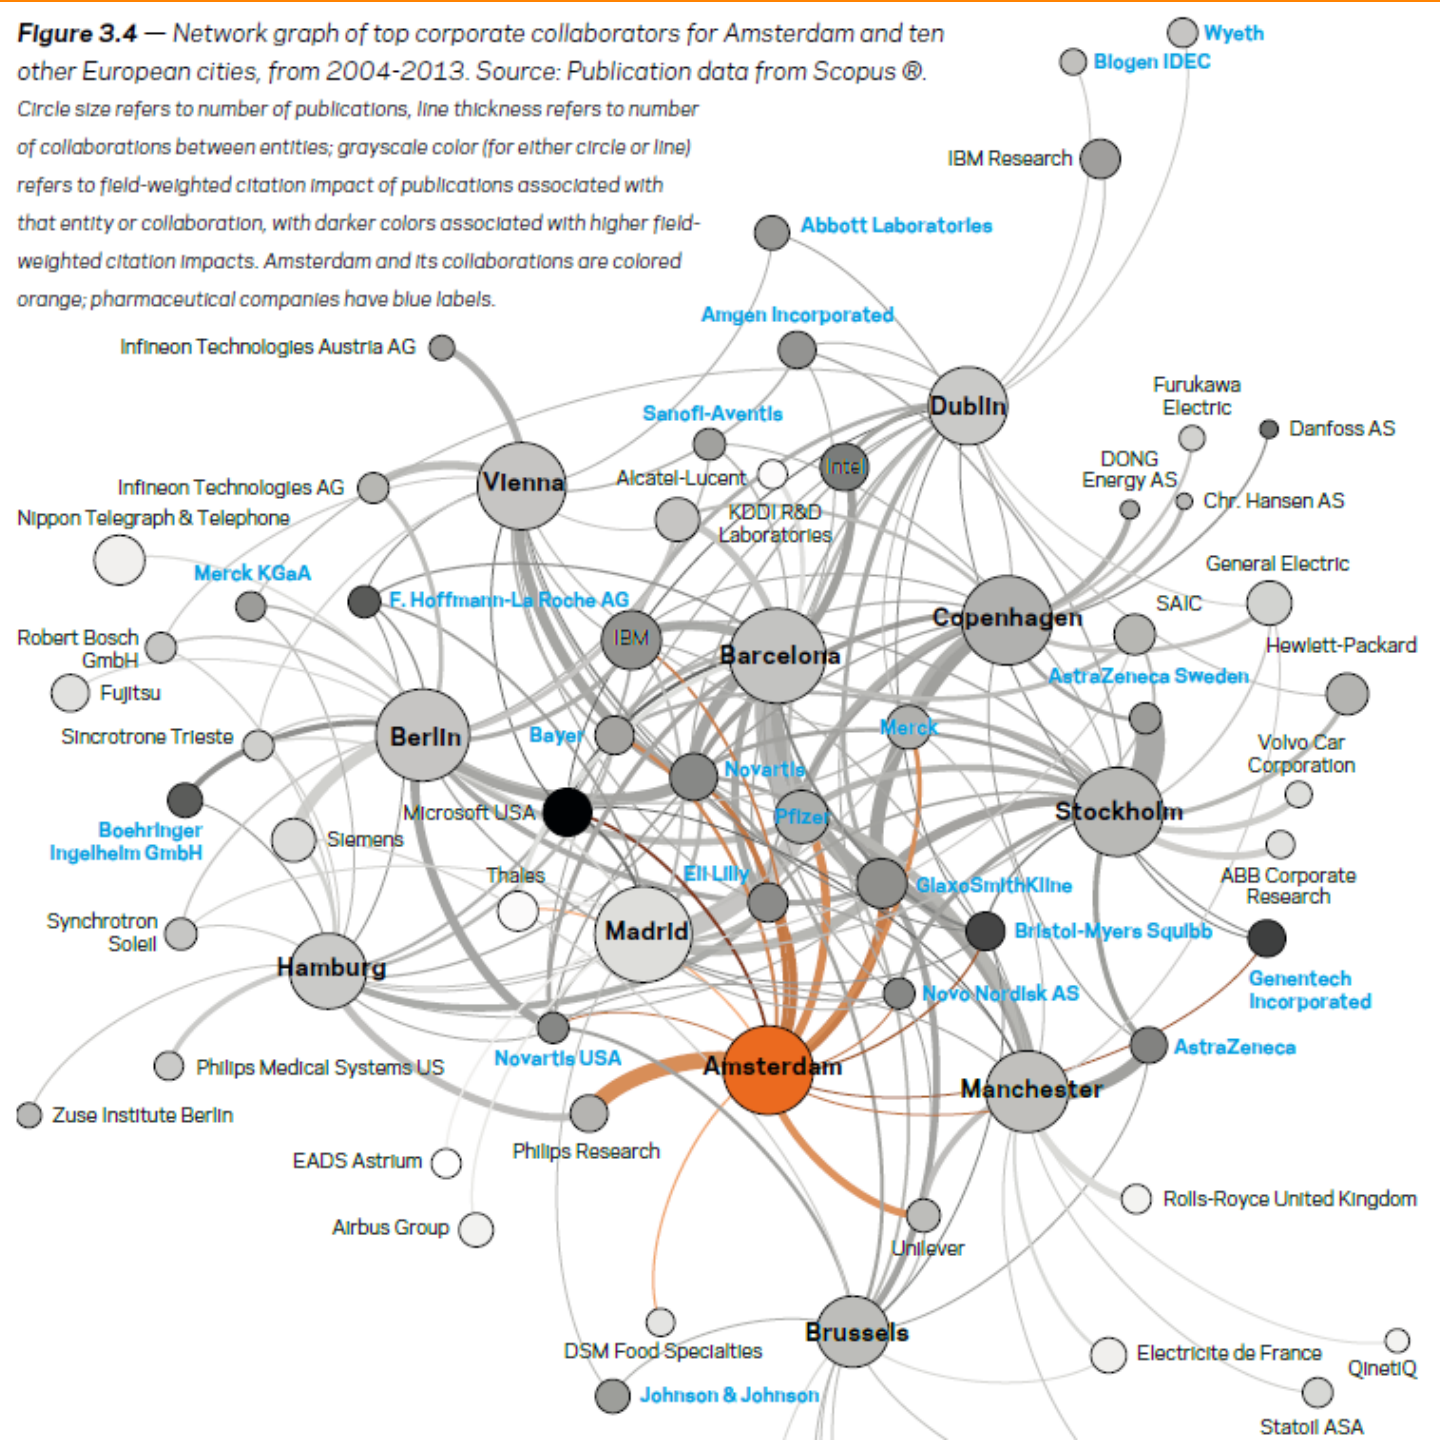 Figure 3.4 — Network graph of top corporate collaborators for Amsterdam and ten
other European cities, from 2004-2013. Source: Publication data from Scopus ®.
Circle size refers to number of publications, line thickness refers to number
of collaborations between entities; grayscale color (for either circle or line)
refers to field-weighted citation impact of publications associated with
that entity or collaboration, with darker colors associated with higher field-
weighted citation impacts. Amsterdam and its collaborations are colored
orange; pharmaceutical companies have blue labels.
Wyeth
Biogen IDEC
IBM Research
Abbott Laboratories
Amgen Incorporated
Infineon Technologies Austria AG
Dublin
Furukawa
Electric
Danfoss AS
Sanofi-Aventis
DONG
Energy AS
Intel
Alcatel-Lucent
Vienna
Infineon Technologies AG
Chr. Hansen AS
Nippon Telegraph & Telephone
KDDI R&D
Laboratories
General Electric
Merck KGaA
F. Hoffmann-La Roche AG
SAIC
Copenhagen
Robert Bosch
GmbH
IBM
Barcelona
Hewlett-Packard
AstraZeneca Sweden
Fujitsu
Merck
Sincrotrone Trieste
Berlin
Bayer
Volvo Car
Corporation
Novartis
Microsoft USA
Pfizer
Stockholm
Boehringer
Ingelheim GmbH
Siemens
Thales
Eli Lilly
GlaxoSmithKline
ABB Corporate
Research
Synchrotron
Soleil
Madrid
Bristol-Myers Squibb
Hamburg
Genentech
Incorporated
Novo Nordisk AS
Novartis USA
AstraZeneca
Philips Medical Systems US
Amsterdam
Manchester
Zuse Institute Berlin
Philips Research
EADS Astrium
Rolls-Royce United Kingdom
Airbus Group
Unilever
Brussels
DSM Food Specialties
Electricite de France
QinetiQ
Johnson & Johnson
Statoil ASA